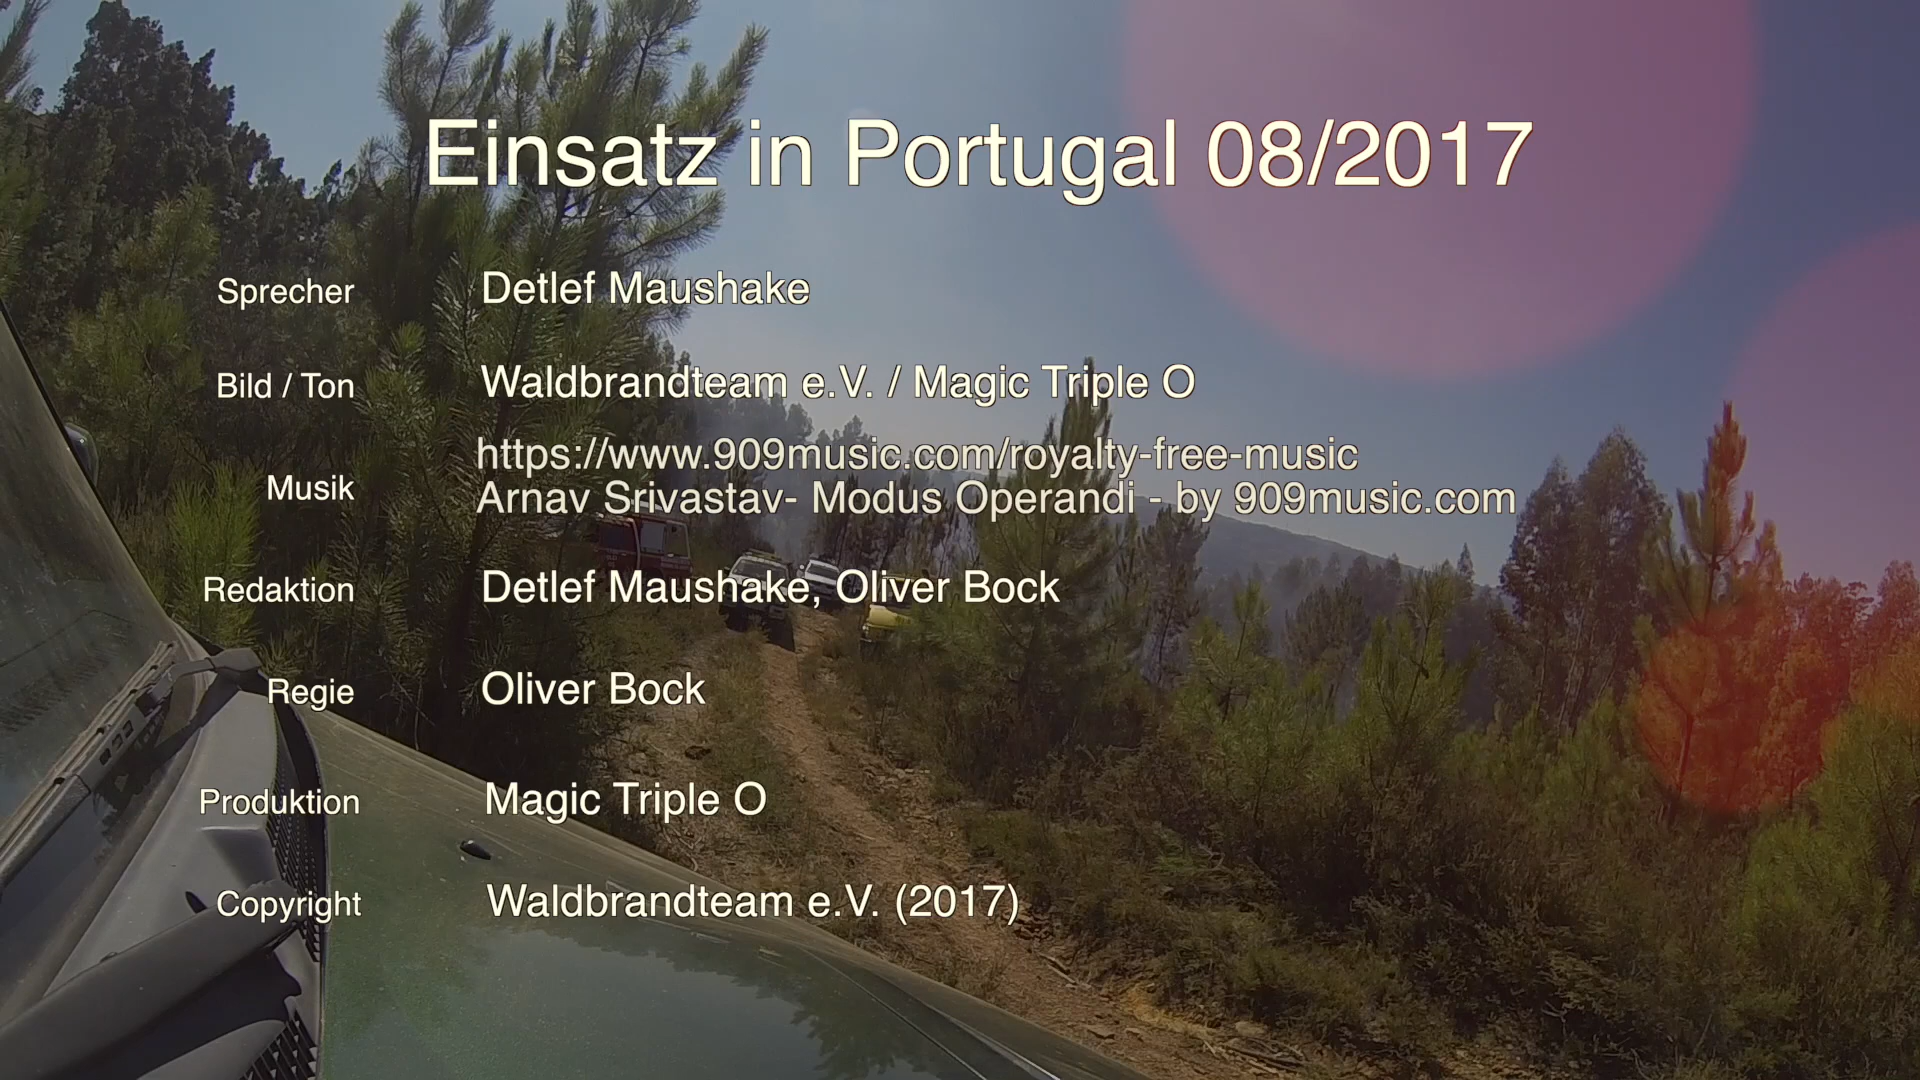 Einsatz in Portugal 08/2017
Sprecher Detlef Maushake
Bild / Ton Waldbrandteam e.V. / Magic Triple O
https://www.909music.com/royalty-free-music
Musik Arnav Srivastav- Modus Operandi - by 909music.com
Redaktion Detlef Maushake, Oliver Bock
Regie Oliver Bock
Produktion Magic Triple O
Copyright Waldbrandteam e.V. (2017)